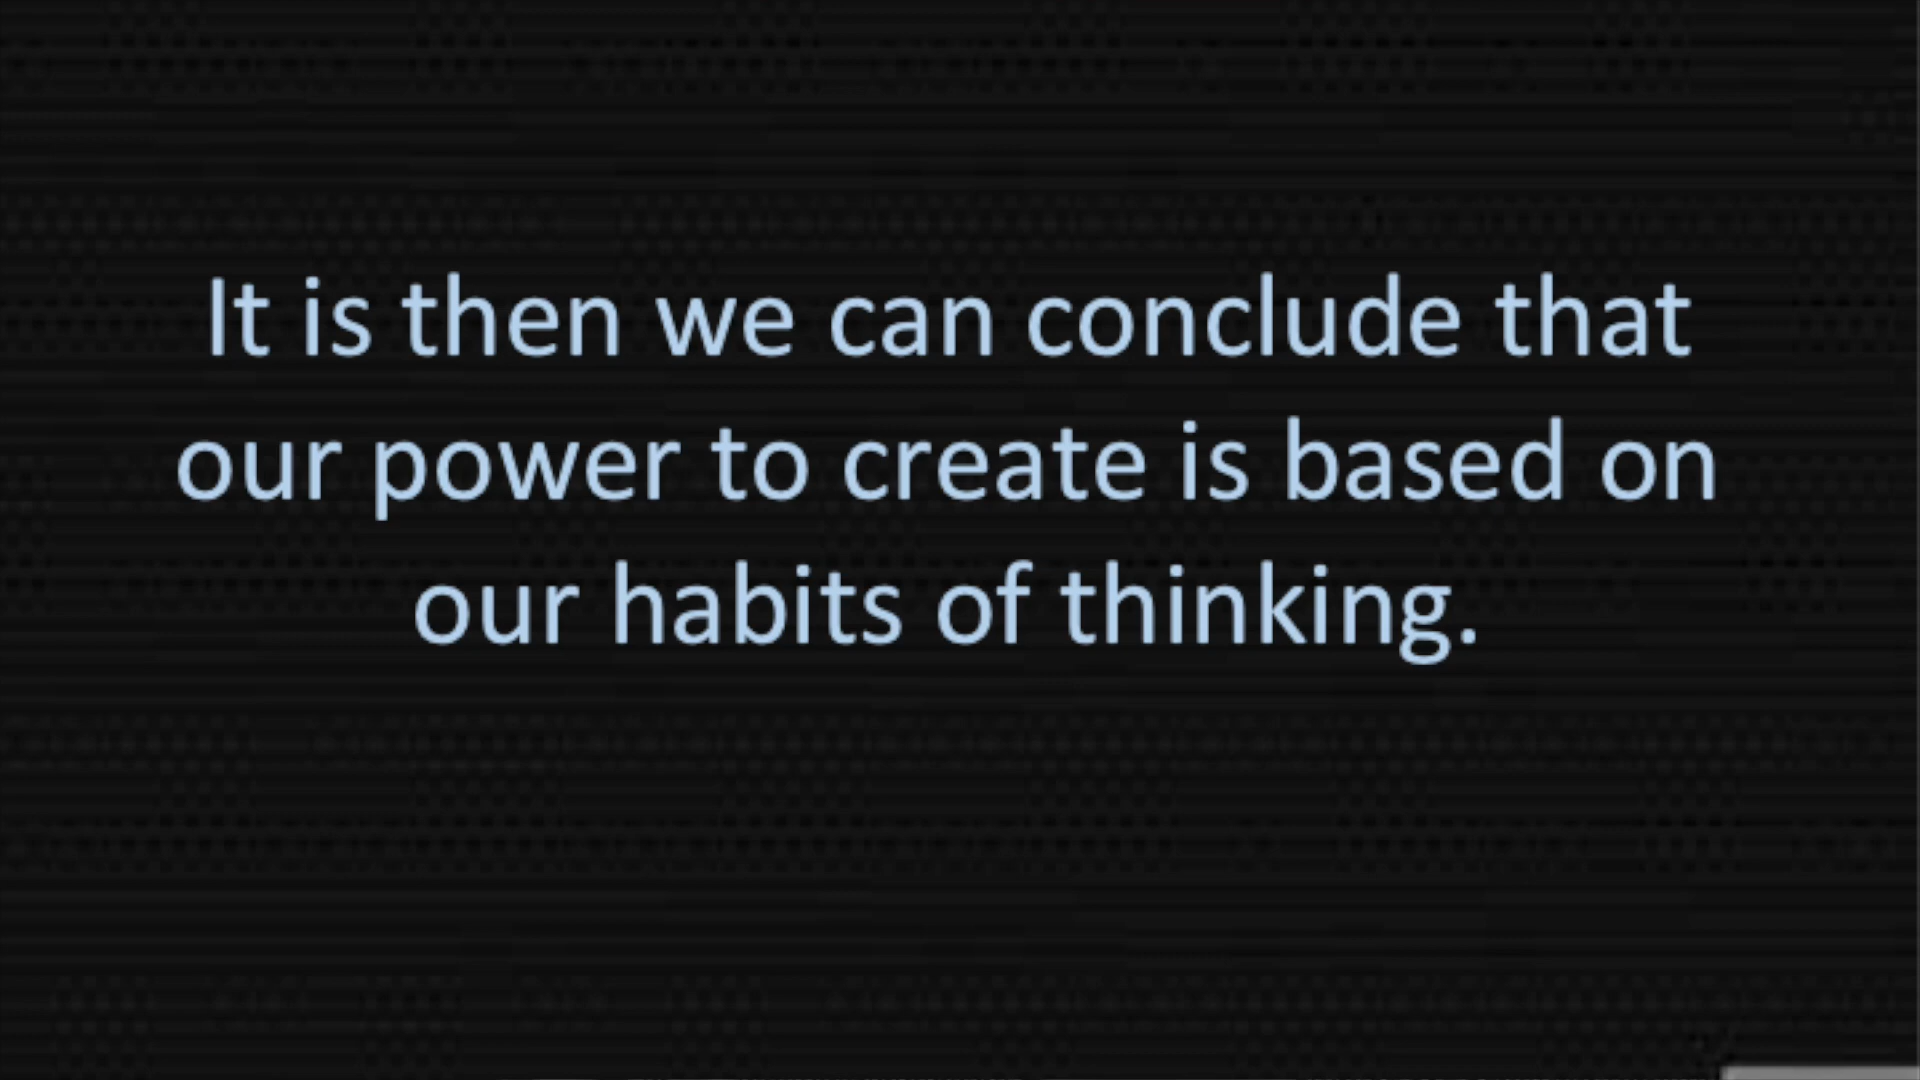 It is then we can conclude that
our power to create is based on
our habits of thinking.